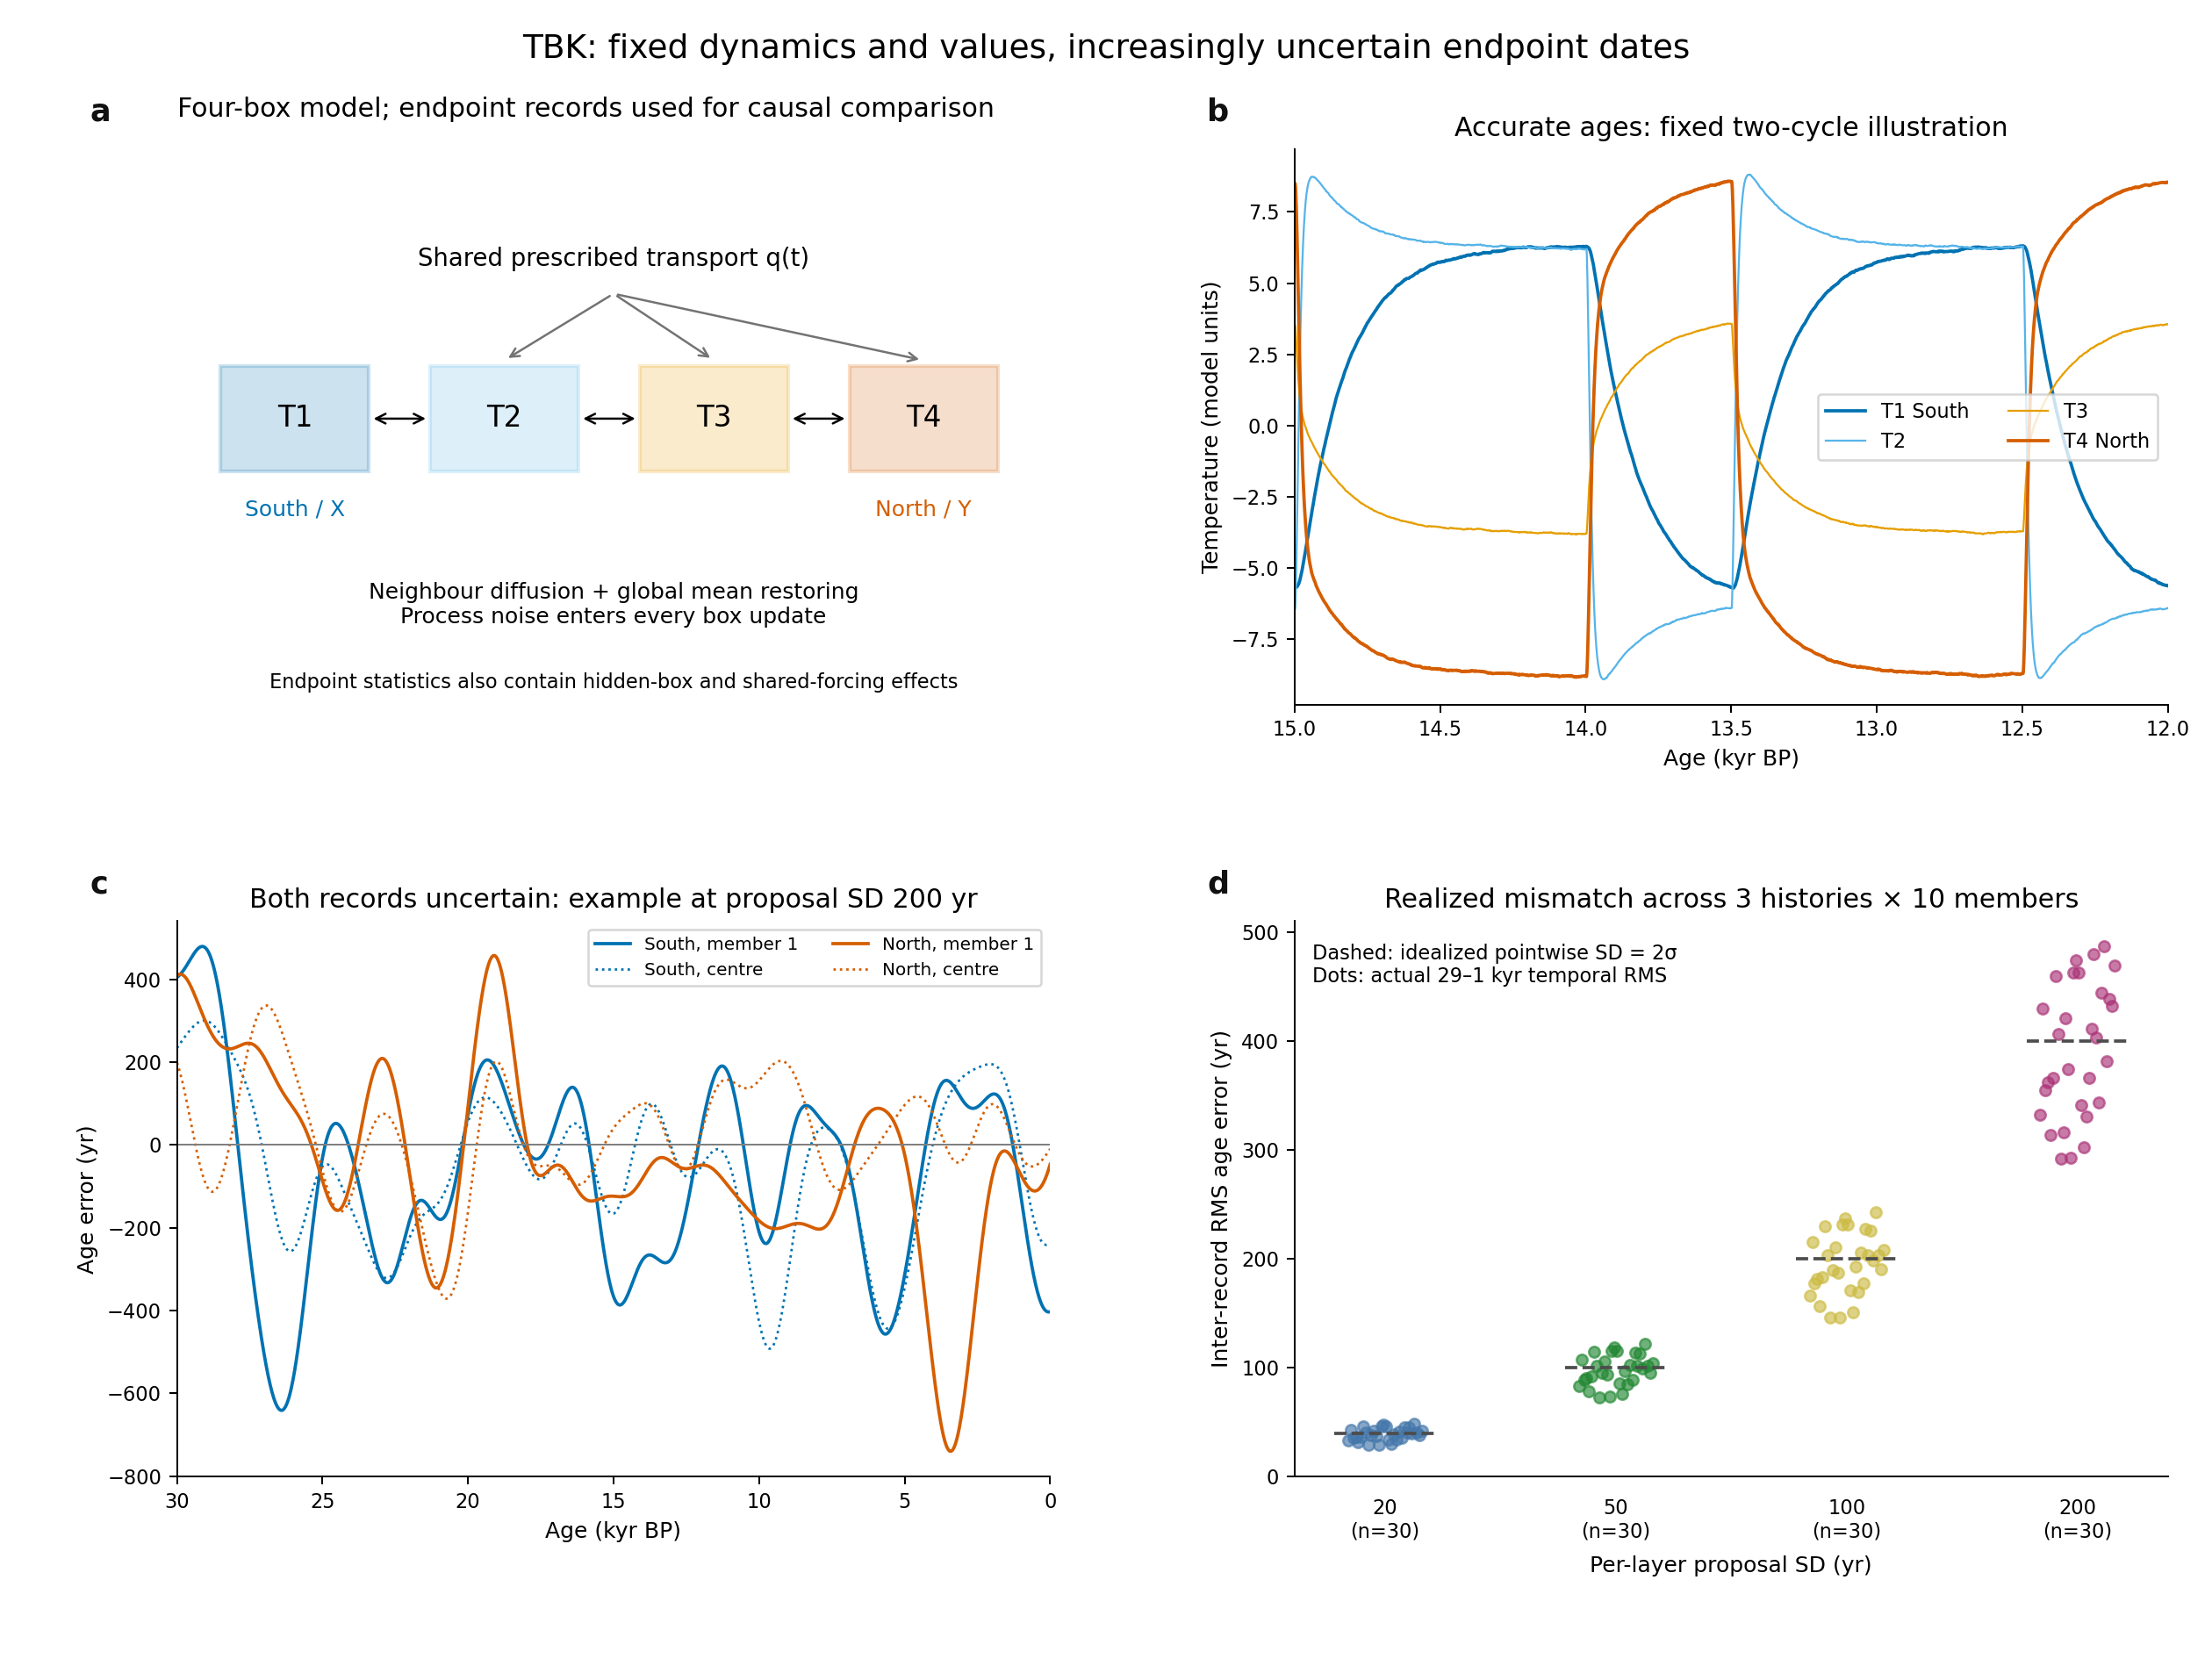 TBK: fixed dynamics and values, increasingly uncertain endpoint dates
a
Four-box model; endpoint records used for causal comparison
Shared prescribed transport q(t)
T1
T2
T3
T4
South / X
North / Y
Neighbour diffusion + global mean restoring
Process noise enters every box update
Endpoint statistics also contain hidden-box and shared-forcing effects
b
Accurate ages: fixed two-cycle illustration
Temperature (model units)
7.5
5.0
2.5
0.0
−2.5
−5.0
−7.5
T1 South
T2
T3
T4 North
15.0
14.5
14.0
13.5
13.0
12.5
12.0
Age (kyr BP)
c
Both records uncertain: example at proposal SD 200 yr
Age error (yr)
400
200
0
−200
−400
−600
−800
South, member 1
South, centre
North, member 1
North, centre
30
25
20
15
10
5
0
Age (kyr BP)
d
Realized mismatch across 3 histories × 10 members
Inter-record RMS age error (yr)
500
400
300
200
100
0
Dashed: idealized pointwise SD = 2σ
Dots: actual 29–1 kyr temporal RMS
20
(n=30)
50
(n=30)
100
(n=30)
200
(n=30)
Per-layer proposal SD (yr)